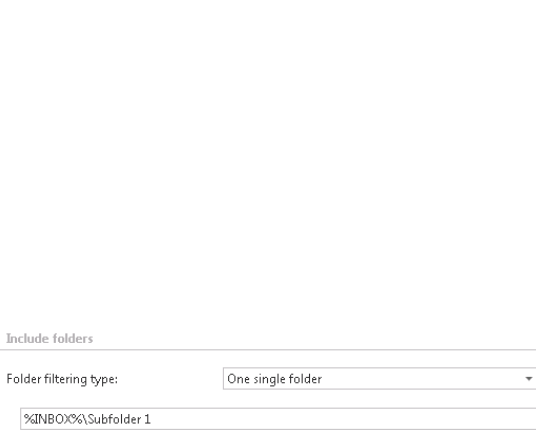 Include folders
Folder filtering type:
One single folder
%INBOX%\Subfolder 1